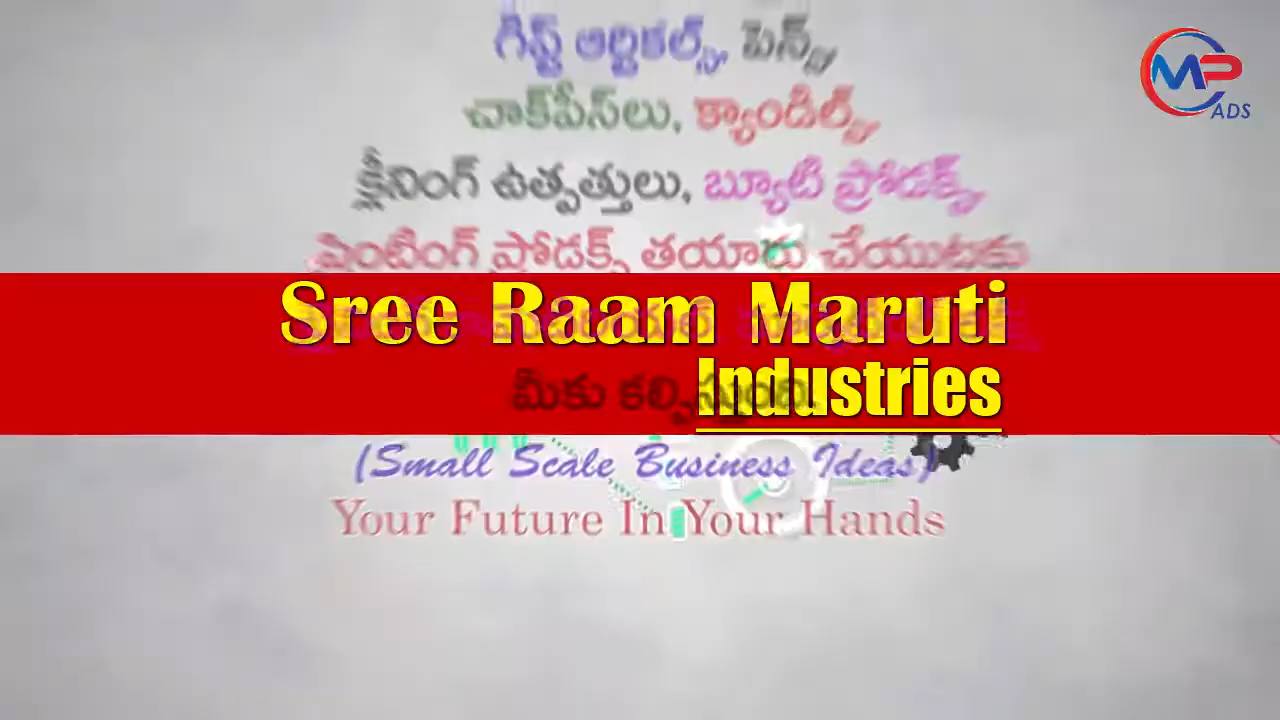 గిఫ్ట్ ఆర్టికల్స్, పెన్స్,
MP
ADS
చాక్‌పీస్‌లు, క్యాండిల్స్,
క్లీనింగ్ ఉత్పత్తులు, బ్యూటి ప్రోడక్ట్స్,
ప్రింటింగ్ ప్రోడక్ట్స్ తయారు చేయుటకు
Sree Raam Maruti
Industries
మీకు కల్పిస్తుంది.
(Small Scale Business Ideas)
Your Future In Your Hands